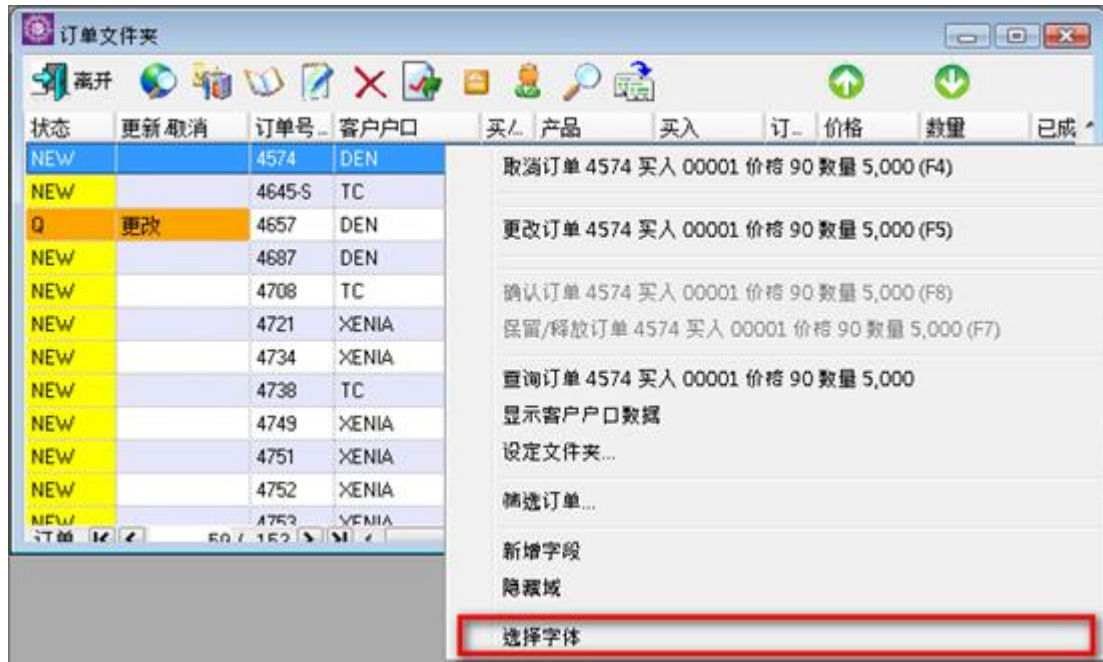 订单文件夹
离开
状态 更新/取消 订单号... 客户户口 买/... 产品 买入 订... 价格 数量 已成
NEW 4574 DEN
NEW 4645-S TC
Q 更改 4657 DEN
NEW 4687 DEN
NEW 4708 TC
NEW 4721 XENIA
NEW 4734 XENIA
NEW 4738 TC
NEW 4749 XENIA
NEW 4751 XENIA
NEW 4752 XENIA
NEW 4753 XENIA
订单 59 / 152
取消订单 4574 买入 00001 价格 90 数量 5,000 (F4)
更改订单 4574 买入 00001 价格 90 数量 5,000 (F5)
确认订单 4574 买入 00001 价格 90 数量 5,000 (F8)
保留/释放订单 4574 买入 00001 价格 90 数量 5,000 (F7)
查询订单 4574 买入 00001 价格 90 数量 5,000
显示客户户口数据
设定文件夹...
筛选订单...
新增字段
隐藏域
选择字体